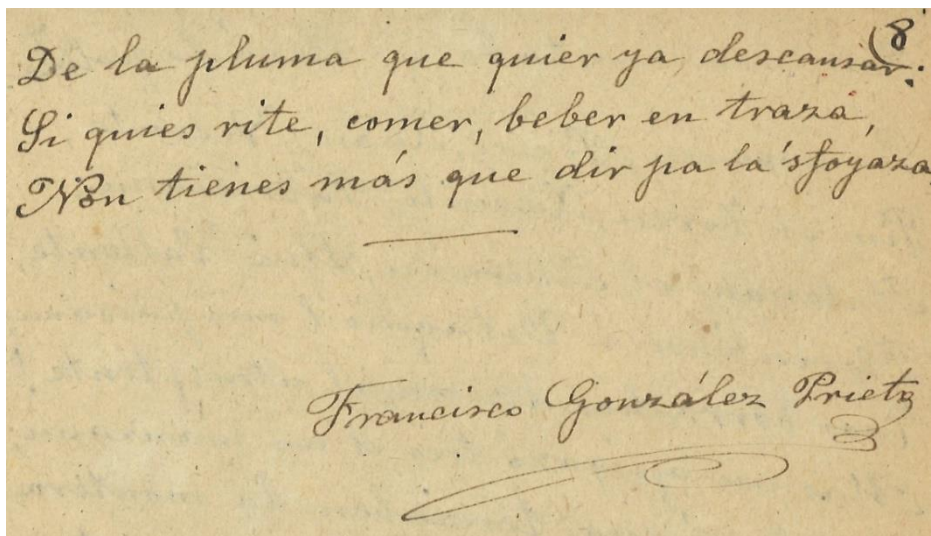 (8
De la pluma que quier ya descansar:
Si quies rite, comer, beber en traza,
Nôn tienes más que dir pa la 'sfoyaza.
Francisco González Prieto